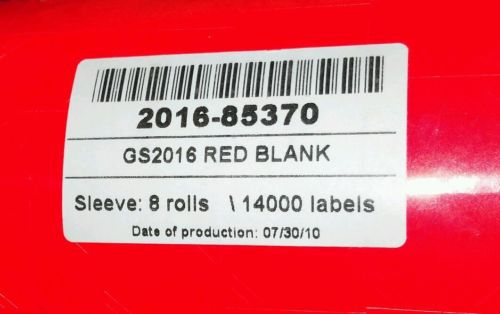 2016-85370
GS2016 RED BLANK
Sleeve: 8 rolls \ 14000 labels
Date of production: 07/30/10